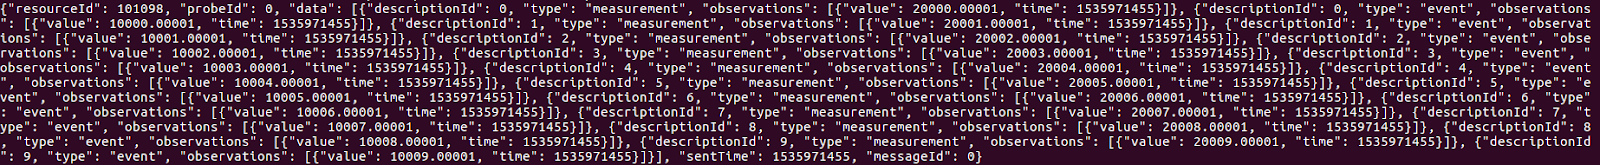 {"resourceId": 101098, "probeId": 0, "data": [{"descriptionId": 0, "type": "measurement", "observations": [{"value": 20000.00001, "time": 1535971455}]}, {"descriptionId": 0, "type": "event", "observations
": [{"value": 10000.00001, "time": 1535971455}]}, {"descriptionId": 1, "type": "measurement", "observations": [{"value": 20001.00001, "time": 1535971455}]}, {"descriptionId": 1, "type": "event", "observa
tions": [{"value": 10001.00001, "time": 1535971455}]}, {"descriptionId": 2, "type": "measurement", "observations": [{"value": 20002.00001, "time": 1535971455}]}, {"descriptionId": 2, "type": "event", "obse
rvations": [{"value": 10002.00001, "time": 1535971455}]}, {"descriptionId": 3, "type": "measurement", "observations": [{"value": 20003.00001, "time": 1535971455}]}, {"descriptionId": 3, "type": "event", "o
bservations": [{"value": 10003.00001, "time": 1535971455}]}, {"descriptionId": 4, "type": "measurement", "observations": [{"value": 20004.00001, "time": 1535971455}]}, {"descriptionId": 4, "type": "event"
, "observations": [{"value": 10004.00001, "time": 1535971455}]}, {"descriptionId": 5, "type": "measurement", "observations": [{"value": 20005.00001, "time": 1535971455}]}, {"descriptionId": 5, "type": "e
vent", "observations": [{"value": 10005.00001, "time": 1535971455}]}, {"descriptionId": 6, "type": "measurement", "observations": [{"value": 20006.00001, "time": 1535971455}]}, {"descriptionId": 6, "type"
: "event", "observations": [{"value": 10006.00001, "time": 1535971455}]}, {"descriptionId": 7, "type": "measurement", "observations": [{"value": 20007.00001, "time": 1535971455}]}, {"descriptionId": 7, "t
ype": "event", "observations": [{"value": 10007.00001, "time": 1535971455}]}, {"descriptionId": 8, "type": "measurement", "observations": [{"value": 20008.00001, "time": 1535971455}]}, {"descriptionId": 8
, "type": "event", "observations": [{"value": 10008.00001, "time": 1535971455}]}, {"descriptionId": 9, "type": "measurement", "observations": [{"value": 20009.00001, "time": 1535971455}]}, {"descriptionId
": 9, "type": "event", "observations": [{"value": 10009.00001, "time": 1535971455}]}], "sentTime": 1535971455, "messageId": 0}